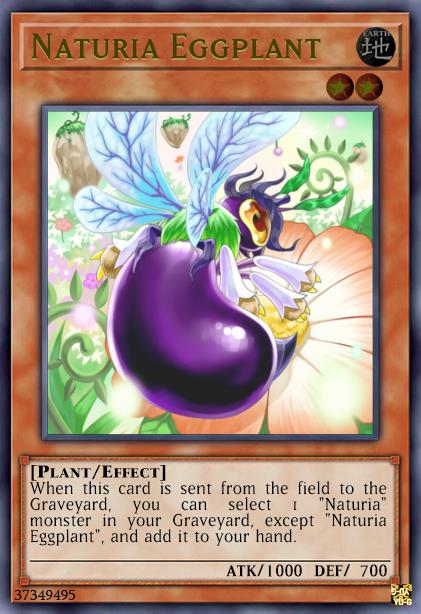 NATURIA EGGPLANT
EARTH
地
[PLANT/EFFECT]
When this card is sent from the field to the
Graveyard, you can select 1 "Naturia"
monster in your Graveyard, except "Naturia
Eggplant", and add it to your hand.
ATK/1000 DEF/ 700
37349495